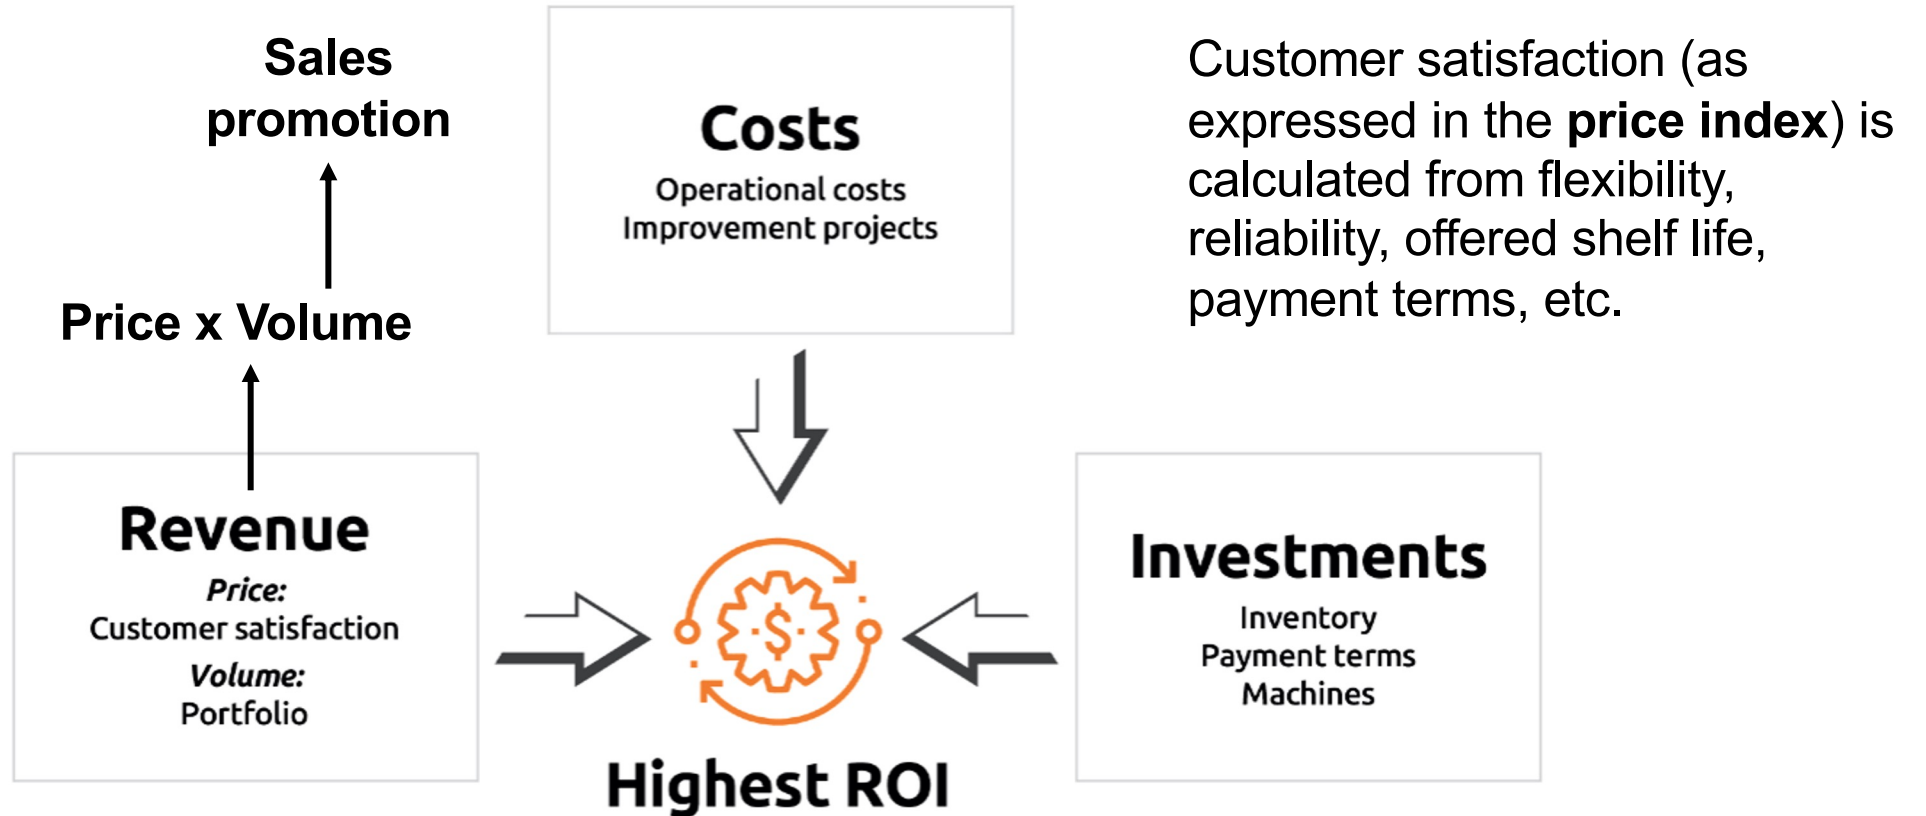 Sales
promotion
Price x Volume
Costs
Operational costs
Improvement projects
Customer satisfaction (as
expressed in the price index) is
calculated from flexibility,
reliability, offered shelf life,
payment terms, etc.
Revenue
Price:
Customer satisfaction
Volume:
Portfolio
$
Highest ROI
Investments
Inventory
Payment terms
Machines